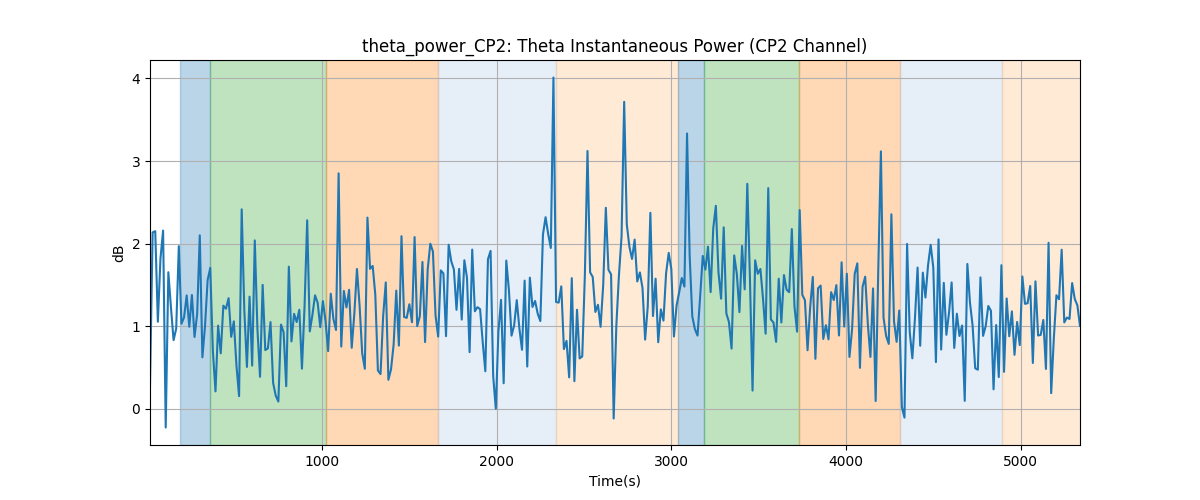 theta_power_CP2: Theta Instantaneous Power (CP2 Channel)
4
3
2
1
0
dB
1000 2000 3000 4000 5000
Time(s)